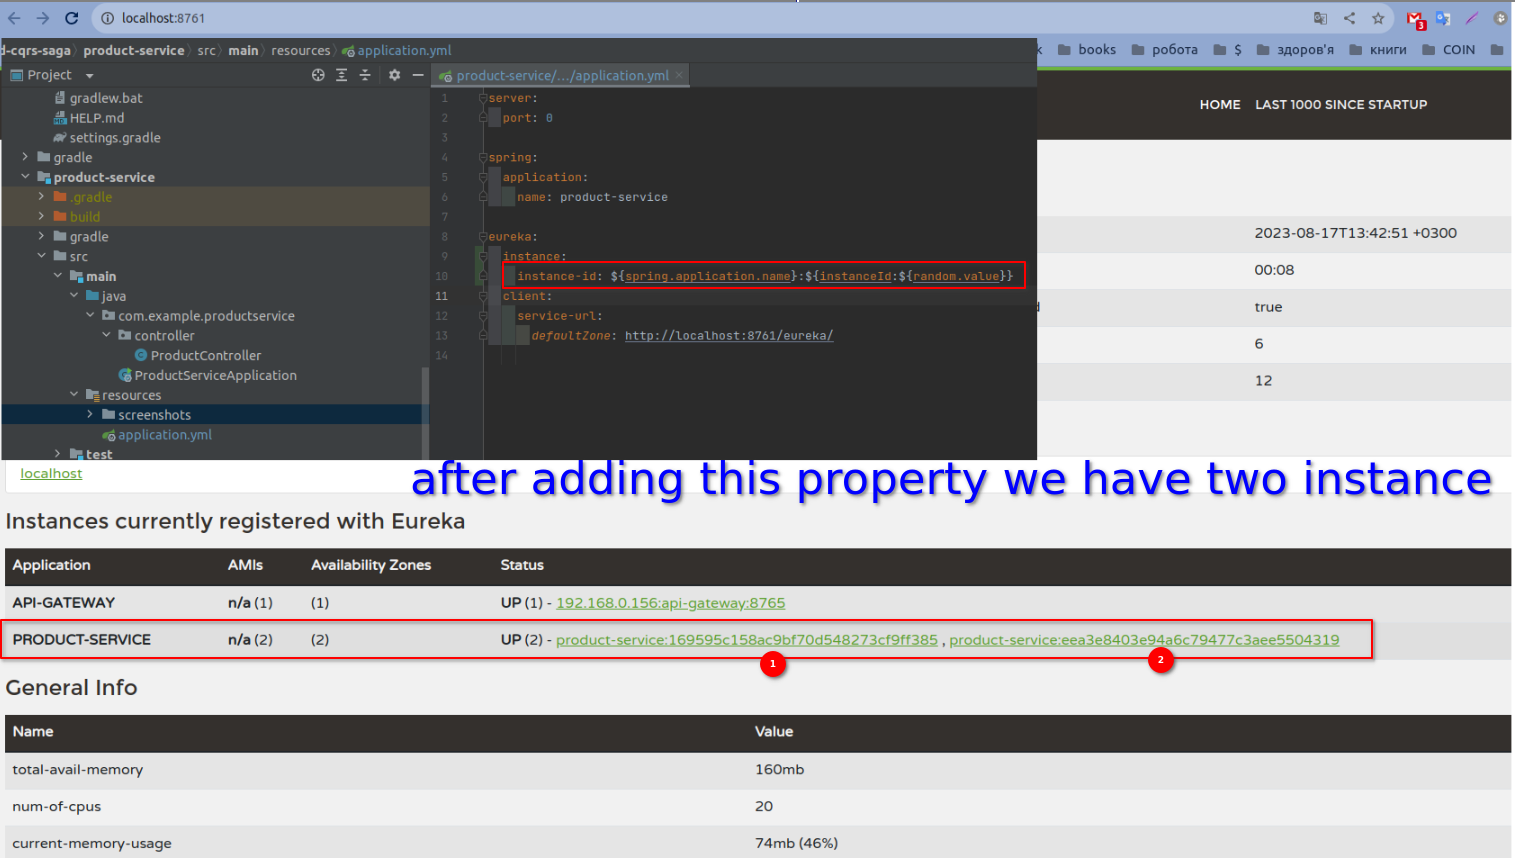 localhost:8761
3
d-cqrs-saga product-service src main resources application.yml
books робота $ здоров'я книги COIN
Project
product-service/.../application.yml
HOME LAST 1000 SINCE STARTUP
gradlew.bat
HELP.md
settings.gradle
gradle
product-service
.gradle
build
gradle
src
main
java
com.example.productservice
controller
ProductController
ProductServiceApplication
resources
screenshots
application.yml
test
1 server:
2 port: 0
3
4 spring:
5 application:
6 name: product-service
7
8 eureka:
9 instance:
10 instance-id: ${spring.application.name}:${instanceId:${random.value}}
11 client:
12 service-url:
13 defaultZone: http://localhost:8761/eureka/
14
2023-08-17T13:42:51 +0300
00:08
true
6
12
localhost
after adding this property we have two instance
Instances currently registered with Eureka
Application AMIs Availability Zones Status
API-GATEWAY n/a (1) (1) UP (1) - 192.168.0.156:api-gateway:8765
PRODUCT-SERVICE n/a (2) (2) UP (2) - product-service:169595c158ac9bf70d548273cf9ff385 , product-service:eea3e8403e94a6c79477c3aee5504319
1 2
General Info
Name Value
total-avail-memory 160mb
num-of-cpus 20
current-memory-usage 74mb (46%)